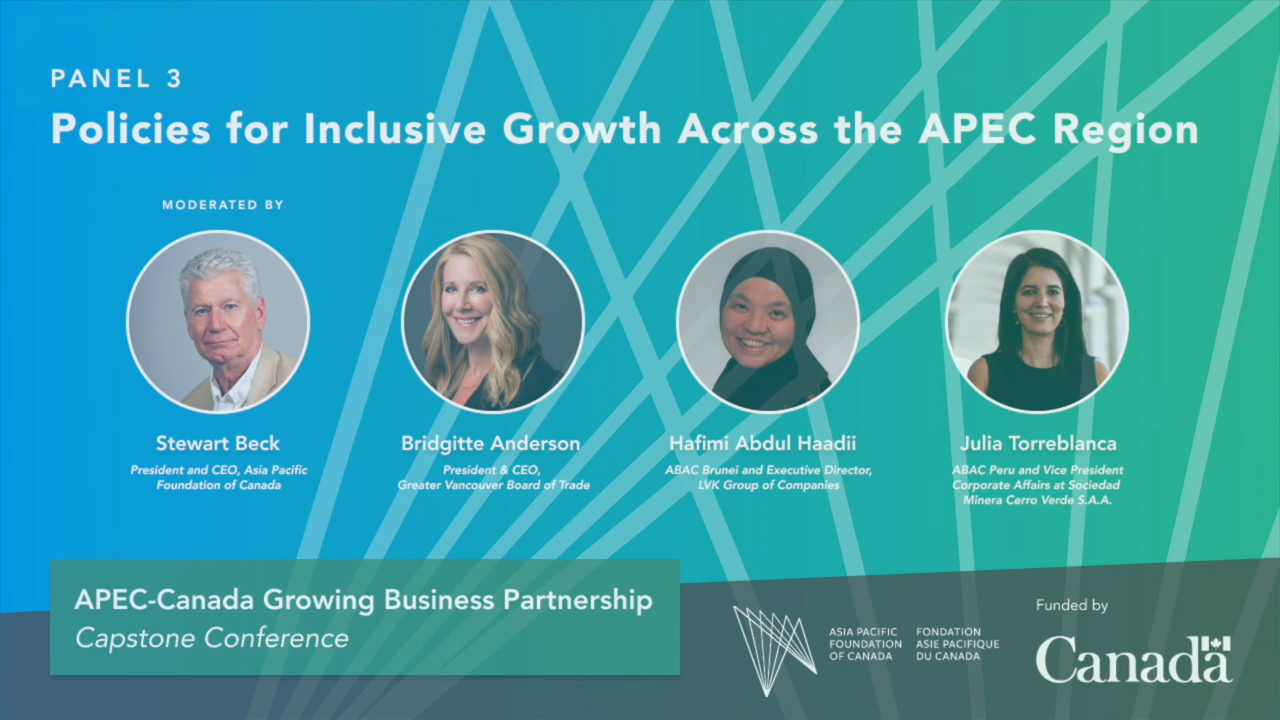 PANEL 3
Policies for Inclusive Growth Across the APEC Region
MODERATED BY
Stewart Beck
President and CEO, Asia Pacific
Foundation of Canada
Bridgitte Anderson
President & CEO,
Greater Vancouver Board of Trade
Hafimi Abdul Haadii
ABAC Brunei and Executive Director,
LVK Group of Companies
Julia Torreblanca
ABAC Peru and Vice President
Corporate Affairs at Sociedad
Minera Cerro Verde S.A.A.
APEC-Canada Growing Business Partnership
Capstone Conference
ASIA PACIFIC
FOUNDATION
OF CANADA
FONDATION
ASIE PACIFIQUE
DU CANADA
Funded by
Canada